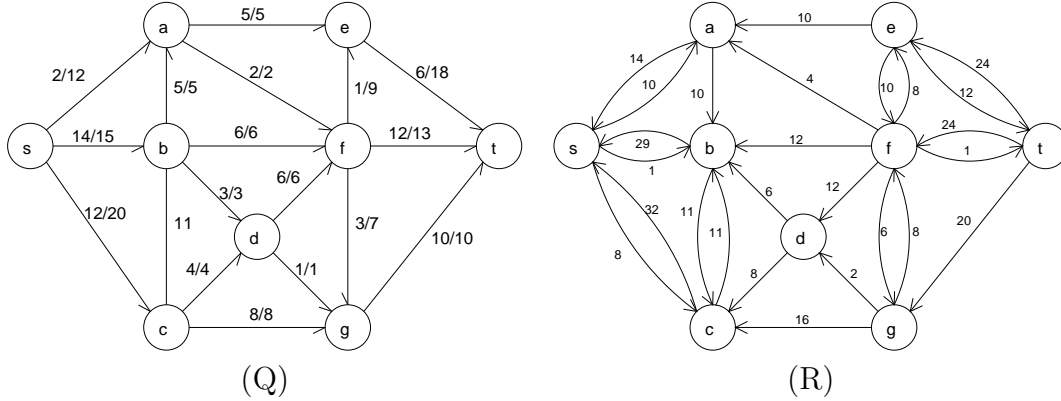 5/5
a e
10
a e
2/12 2/2 6/18
14 10 4 10 8 24 12
5/5 1/9
10
14/15 6/6 12/13
s b f t
29 1 12 24 1
s b f t
3/3 6/6
6 12
12/20 11 3/7 10/10
32 11 11 6 8 20
d
d
8
4/4 1/1
8 2
8/8
16
c g
c g
(Q) (R)